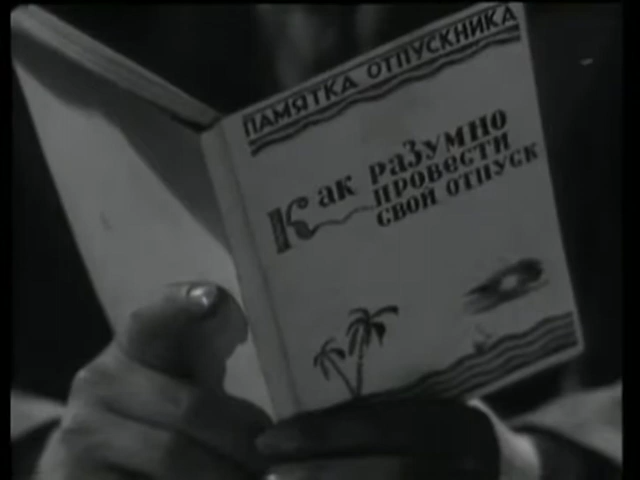 ПАМЯТКА ОТПУСКНИКА
Как раЗумно
провести
свой отпуск